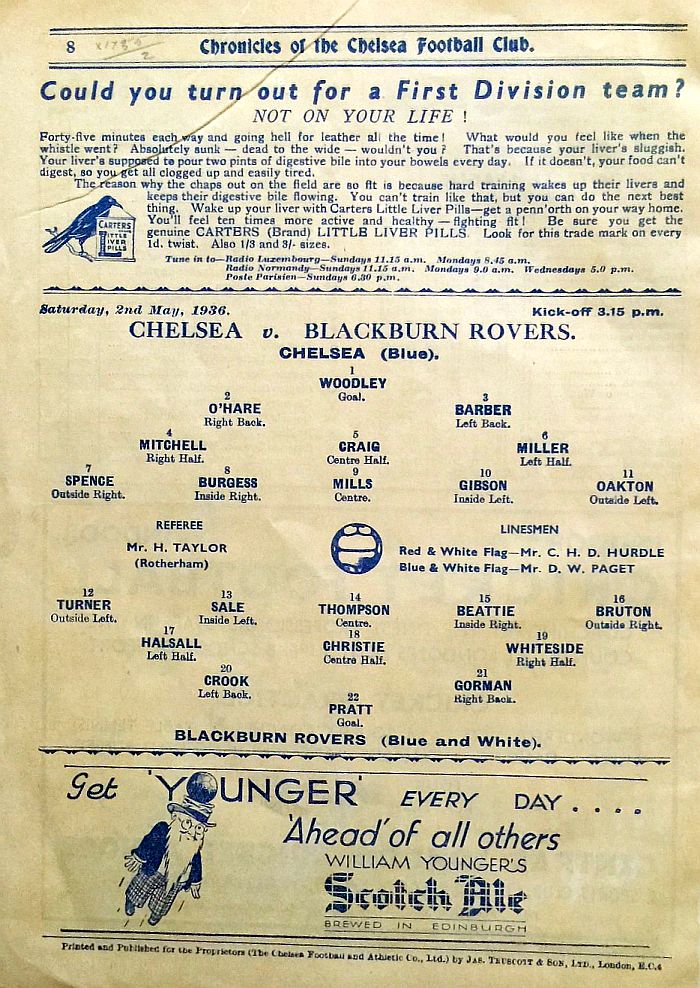 8 Chronicles of the Chelsea Football Club.
Could you turn out for a First Division team?
NOT ON YOUR LIFE !
Forty-five minutes each way and going hell for leather all the time! What would you feel like when the
whistle went? Absolutely sunk — dead to the wide — wouldn't you? That's because your liver's sluggish.
Your liver's supposed to pour two pints of digestive bile into your bowels every day. If it doesn't, your food can't
digest, so you get all clogged up and easily tired.
The reason why the chaps out on the field are so fit is because hard training wakes up their livers and
keeps their digestive bile flowing. You can't train like that, but you can do the next best
thing. Wake up your liver with Carters Little Liver Pills—get a penn'orth on your way home.
You'll feel ten times more active and healthy — fighting fit! Be sure you get the
genuine CARTERS (Brand) LITTLE LIVER PILLS. Look for this trade mark on every
1d. twist. Also 1/3 and 3/- sizes.
CARTERS
LITTLE
LIVER
PILLS
Tune in to—Radio Luxembourg—Sundays 11.15 a.m. Mondays 8.45 a.m.
Radio Normandy—Sundays 11.15 a.m. Mondays 9.0 a.m. Wednesdays 5.0 p.m.
Poste Parisien—Sundays 6.30 p.m.
Saturday, 2nd May, 1936. Kick-off 3.15 p.m.
CHELSEA v. BLACKBURN ROVERS.
CHELSEA (Blue).
1
WOODLEY
Goal.
2 3
O'HARE BARBER
Right Back. Left Back.
4 5 6
MITCHELL CRAIG MILLER
Right Half. Centre Half. Left Half.
7 8 9 10 11
SPENCE BURGESS MILLS GIBSON OAKTON
Outside Right. Inside Right. Centre. Inside Left. Outside Left.
REFEREE LINESMEN
Mr. H. TAYLOR Red & White Flag—Mr. C. H. D. HURDLE
(Rotherham) Blue & White Flag—Mr. D. W. PAGET
12 13 14 15 16
TURNER SALE THOMPSON BEATTIE BRUTON
Outside Left. Inside Left. Centre. Inside Right. Outside Right.
17 18 19
HALSALL CHRISTIE WHITESIDE
Left Half. Centre Half. Right Half.
20 21
CROOK GORMAN
Left Back. Right Back.
22
PRATT
Goal.
BLACKBURN ROVERS (Blue and White).
Get 'YOUNGER' EVERY DAY . . . .
'Ahead' of all others
WILLIAM YOUNGER'S
Scotch Ale
BREWED IN EDINBURGH
Printed and Published for the Proprietors (The Chelsea Football and Athletic Co., Ltd.) by JAS. TRUSCOTT & SON, LTD., London, E.C.4